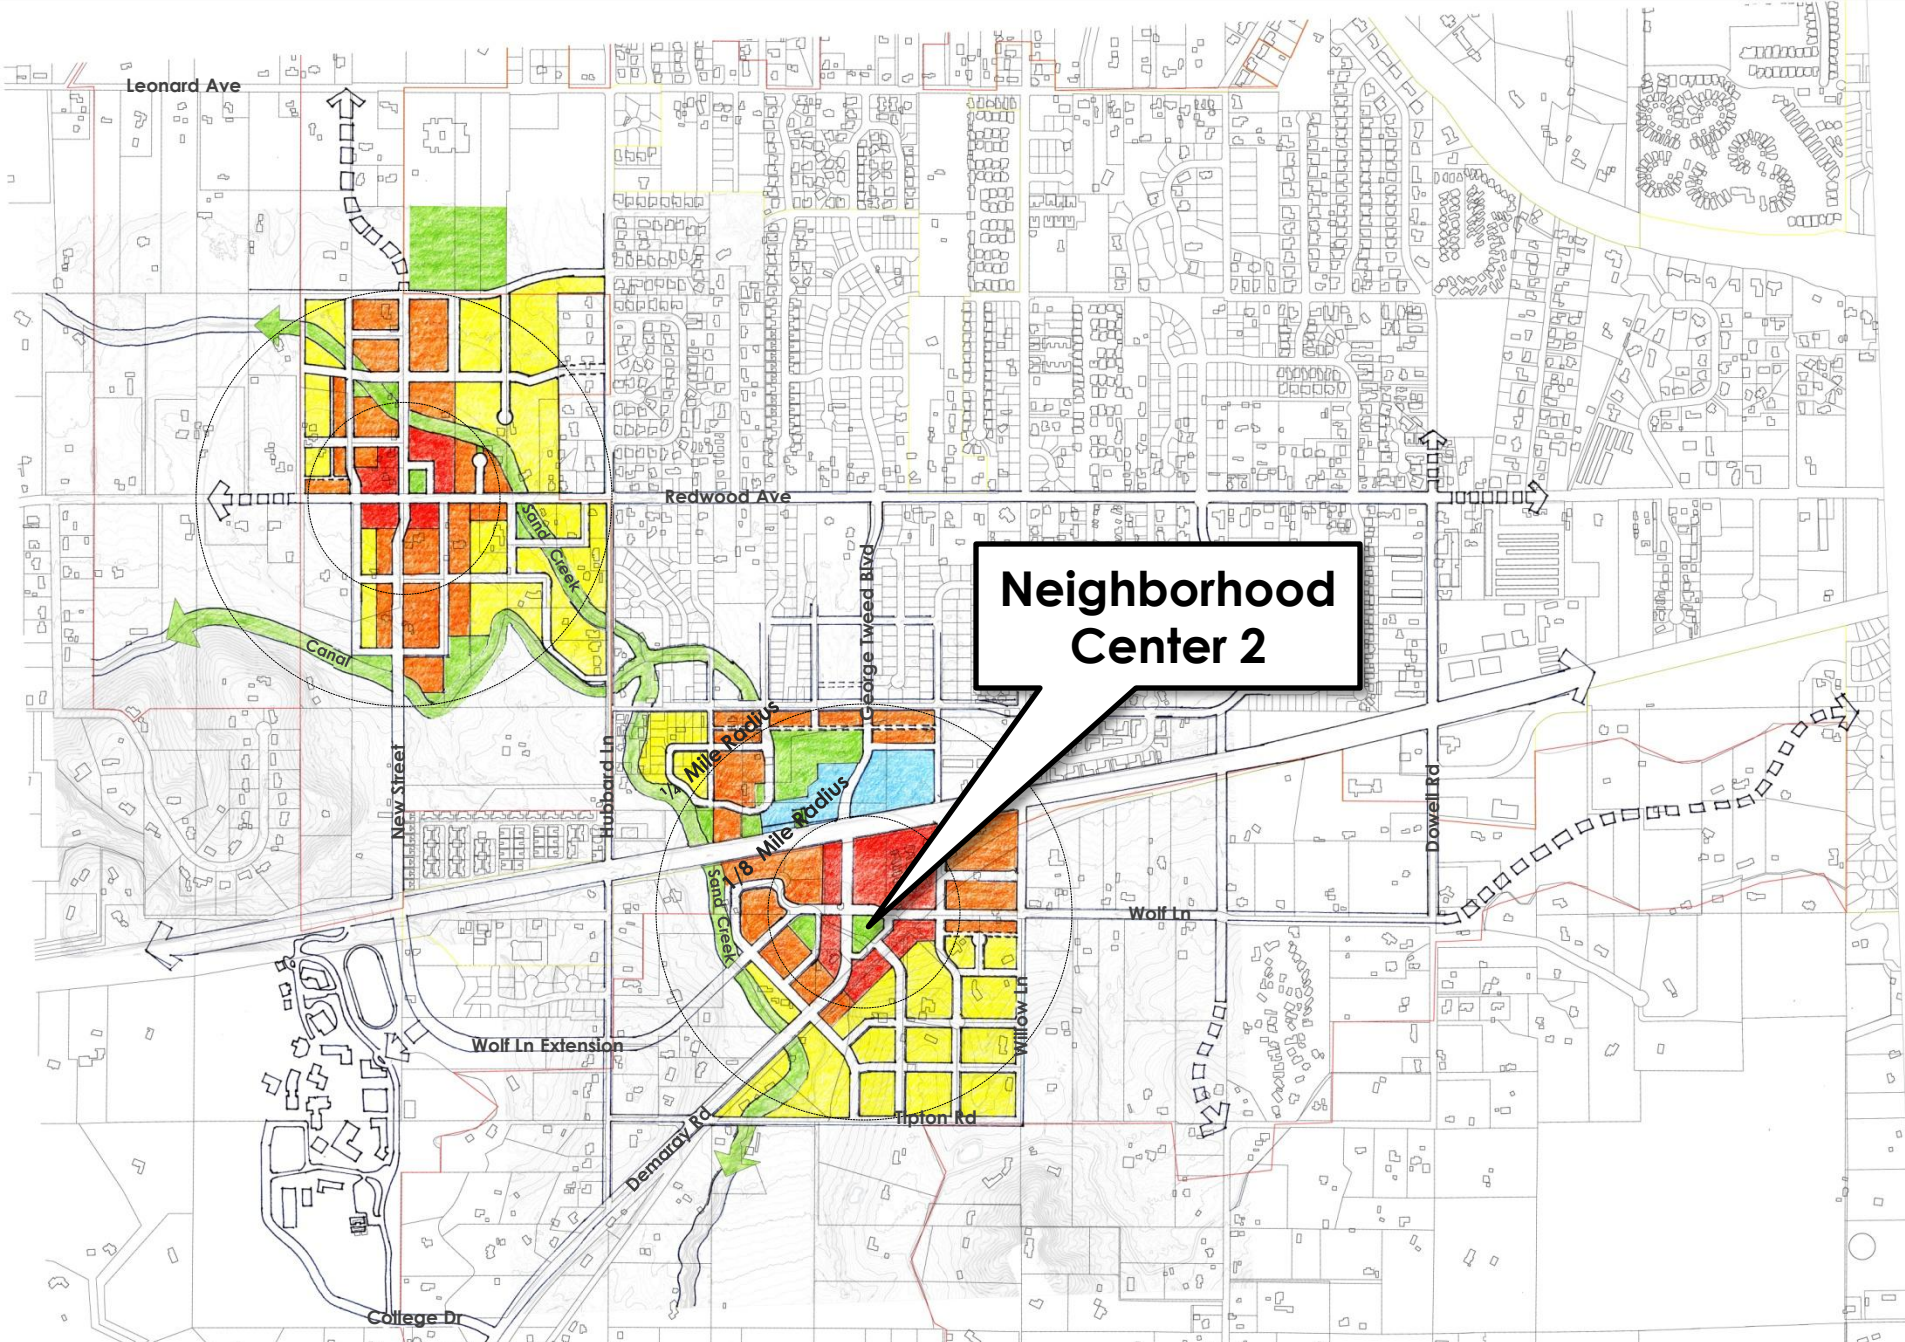 Leonard Ave
Redwood Ave
Sand Creek
George Tweed Blvd
Neighborhood
Center 2
Canal
New Street
Hubbard Ln
1/4 Mile Radius
1/8 Mile Radius
Dowell Rd
Sand Creek
Wolf Ln
Willow Ln
Wolf Ln Extension
Tipton Rd
Demaray Rd
College Dr